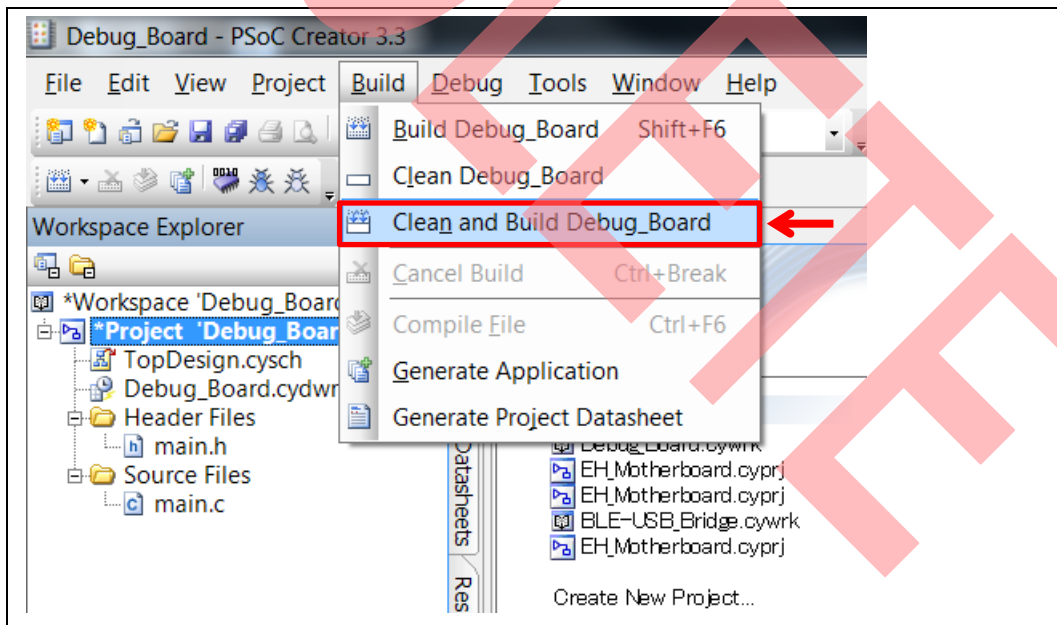 Debug_Board - PSoC Creator 3.3
File Edit View Project Build Debug Tools Window Help
Build Debug_Board Shift+F6
Clean Debug_Board
Clean and Build Debug_Board
Workspace Explorer
Cancel Build Ctrl+Break
*Workspace 'Debug_Board
*Project 'Debug_Boar
Compile File Ctrl+F6
TopDesign.cysch
Generate Application
Debug_Board.cydwr
Header Files
Generate Project Datasheet
main.h
Source Files
main.c
Datasheets
Res
Debug_Board.cywrk
EH_Motherboard.cyprj
EH_Motherboard.cyprj
BLE-USB_Bridge.cywrk
EH_Motherboard.cyprj
Create New Project...